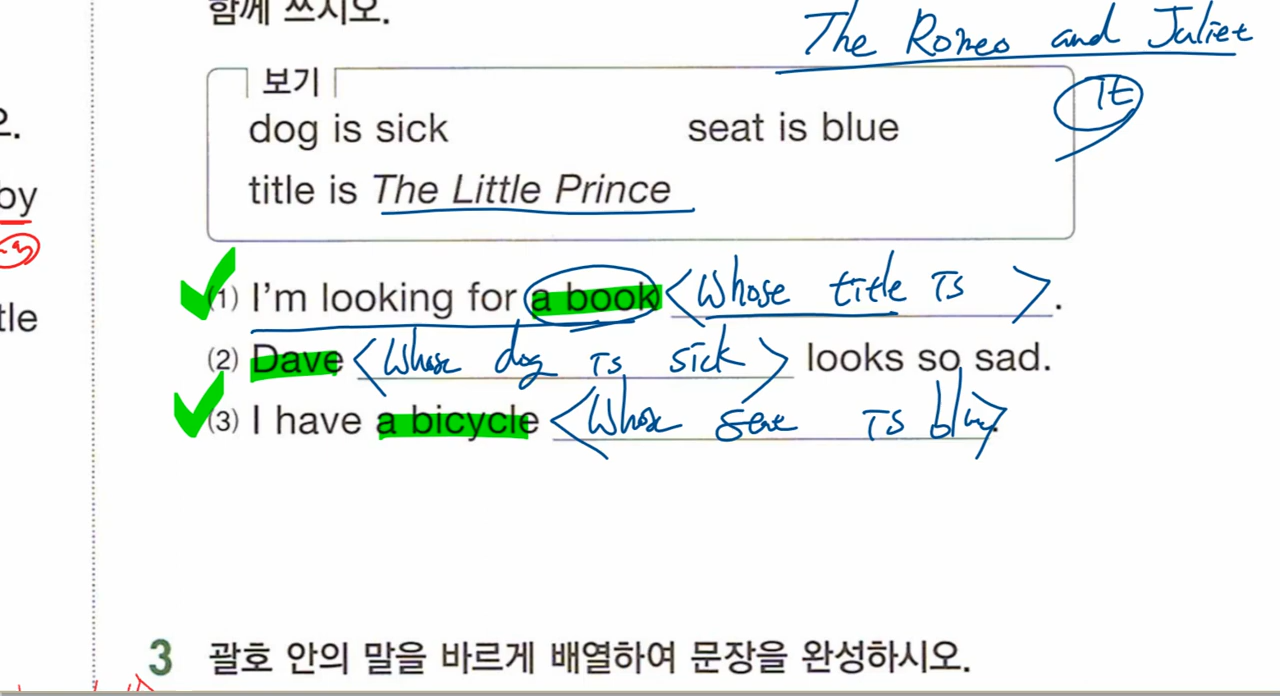 함께 쓰시오.
The Romeo and Juliet
It
보기
dog is sick seat is blue
title is The Little Prince
오.
by
(1) I'm looking for a book <Whose title is >.
tle
(2) Dave <Whose dog is sick> looks so sad.
(3) I have a bicycle <Whose seat is blue>.
3 괄호 안의 말을 바르게 배열하여 문장을 완성하시오.